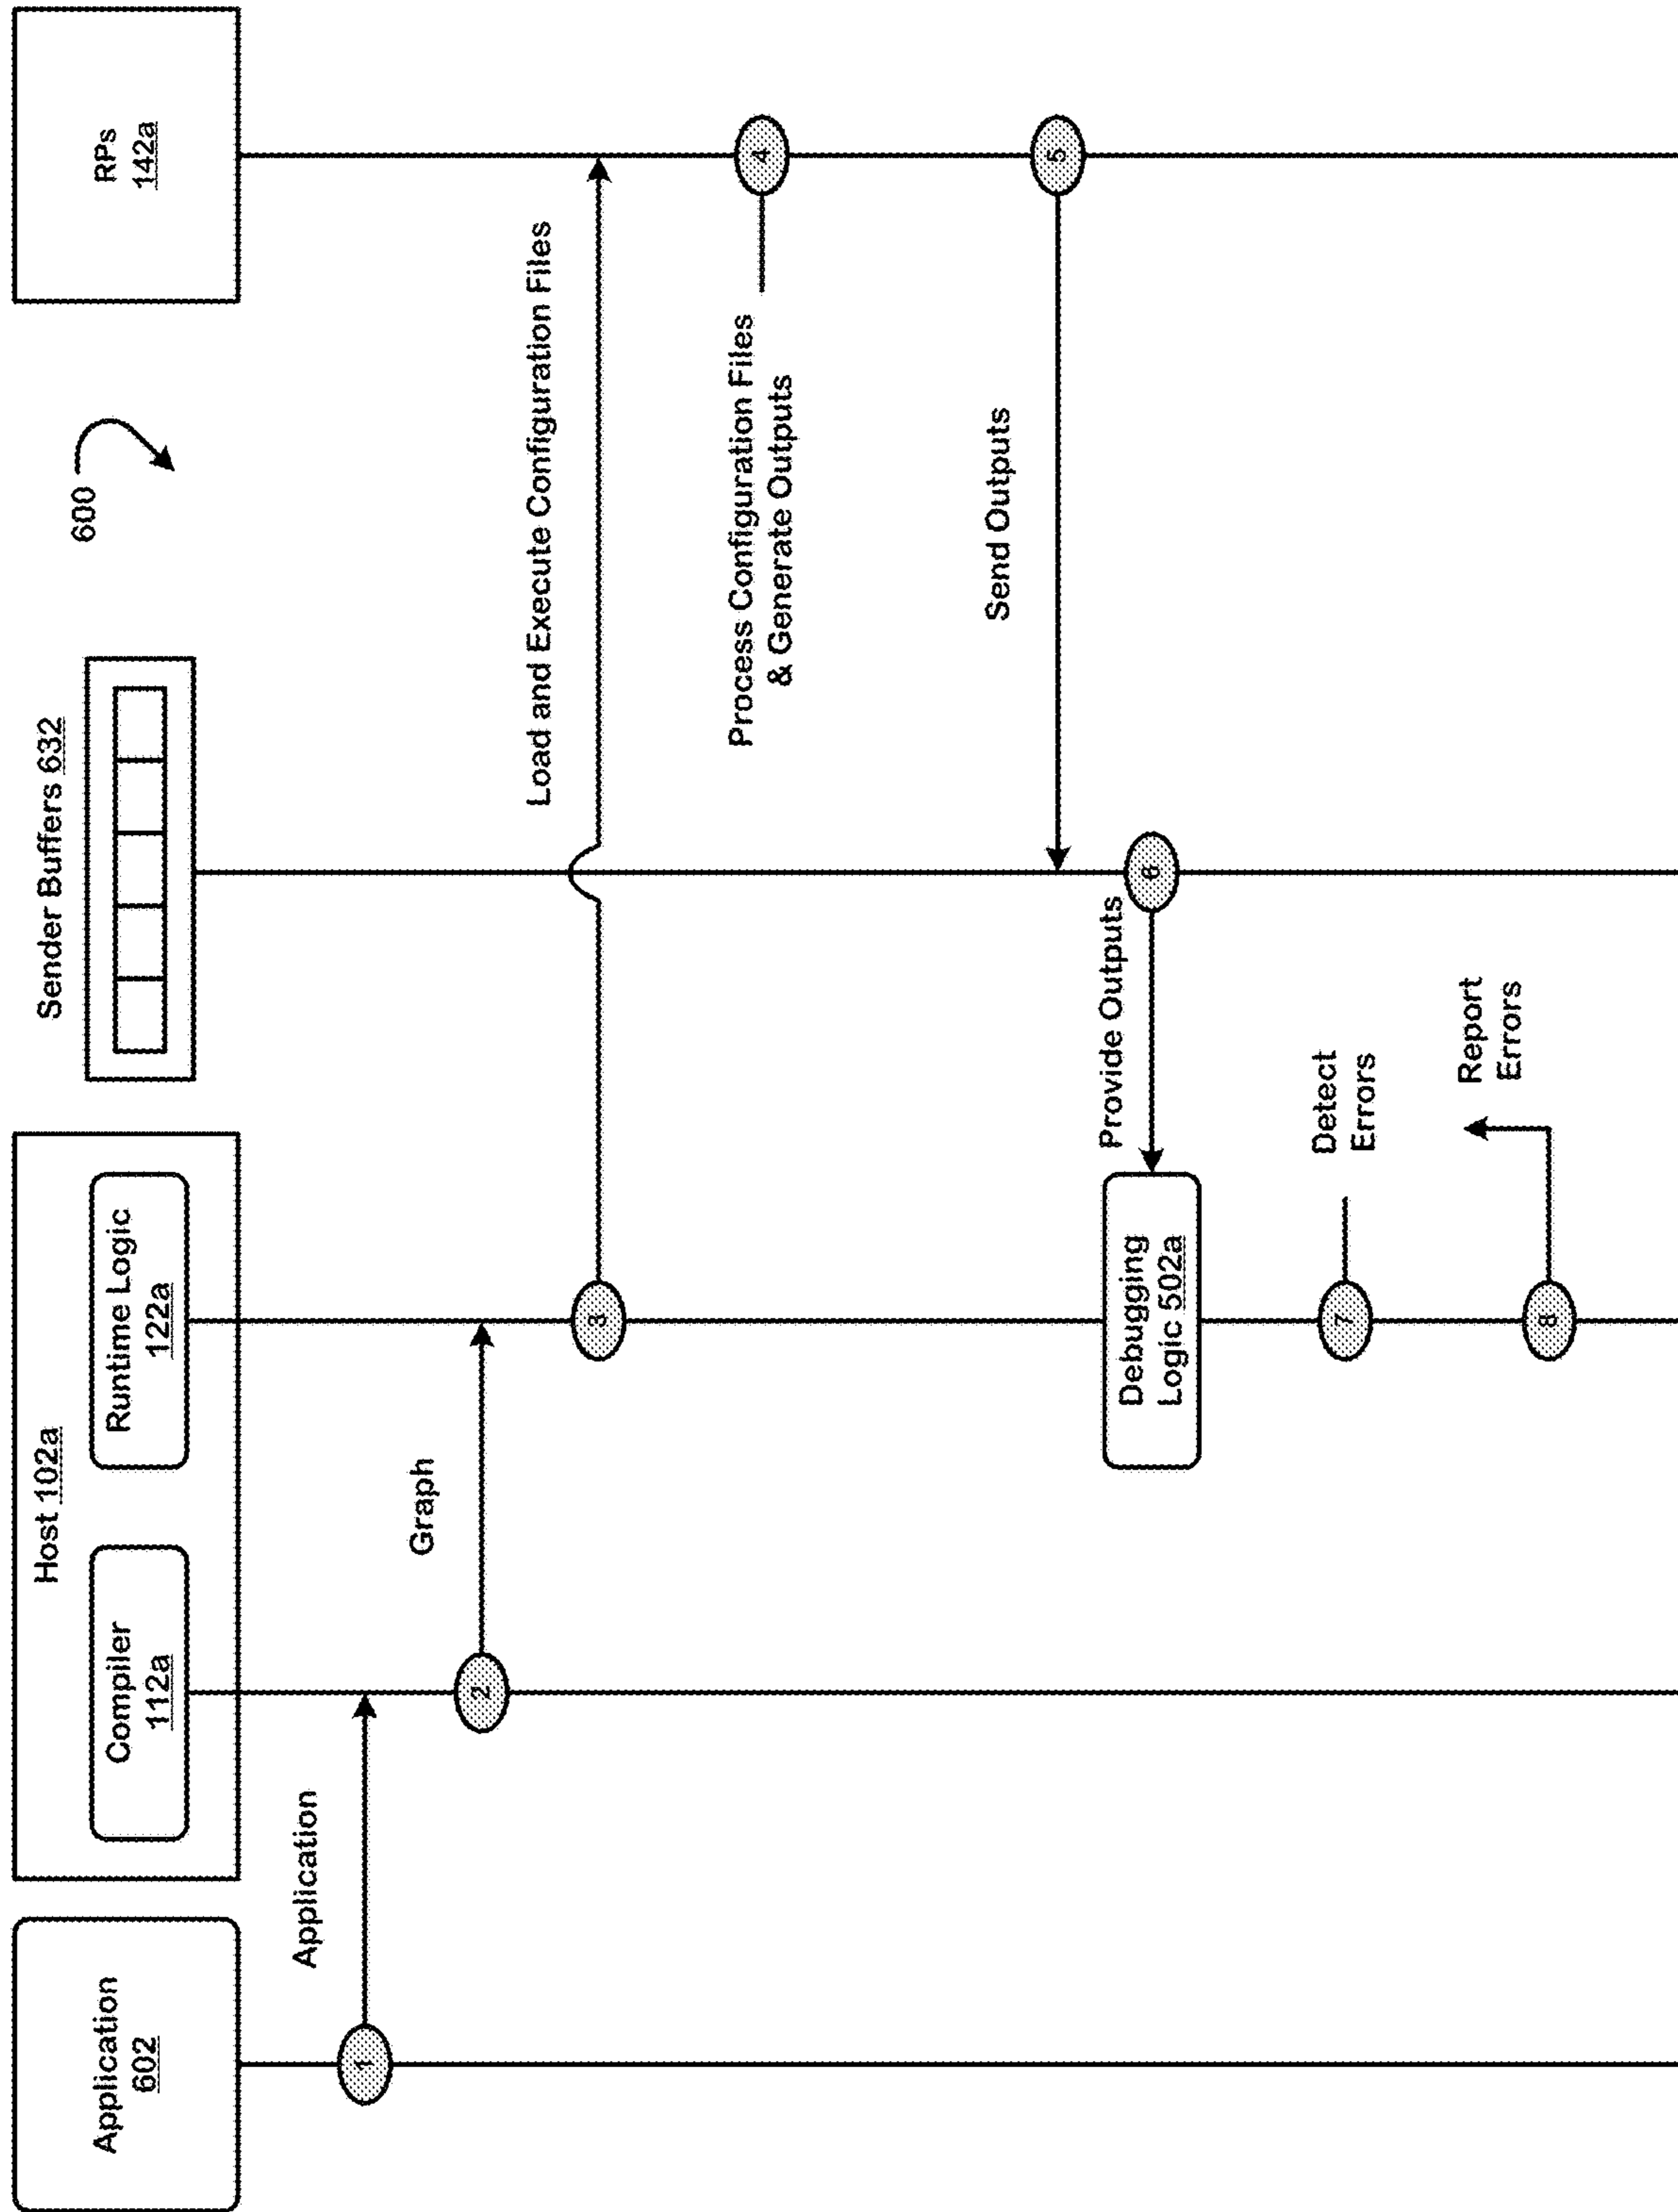 600
Application
602
Host 102a
Compiler
112a
Runtime Logic
122a
Sender Buffers 632
RPs
142a
Application
1
Graph
2
Load and Execute Configuration Files
3
Process Configuration Files
& Generate Outputs
4
Send Outputs
5
Provide Outputs
6
Debugging
Logic 502a
Detect
Errors
7
Report
Errors
8